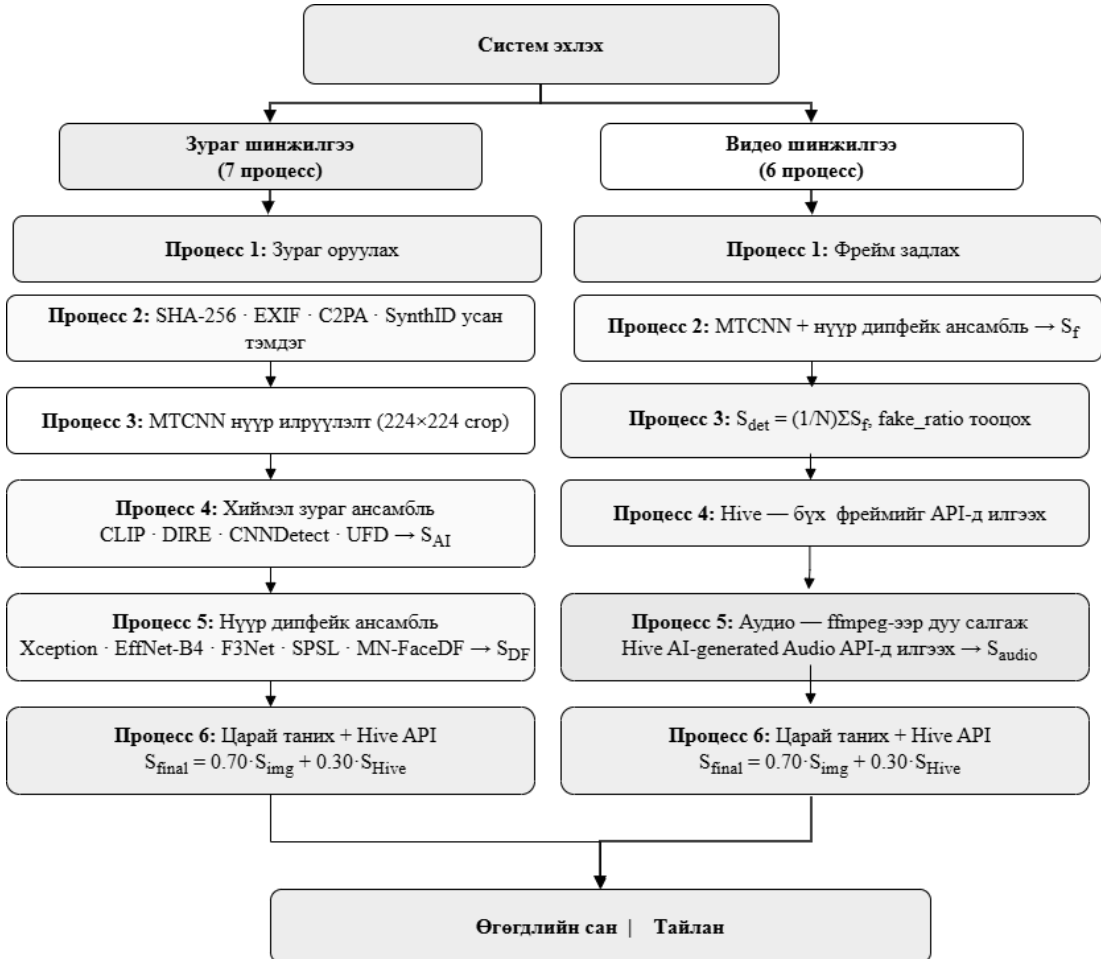 Систем эхлэх
Зураг шинжилгээ
(7 процесс)
Видео шинжилгээ
(6 процесс)
Процесс 1: Зураг оруулах
Процесс 1: Фрейм задлах
Процесс 2: SHA-256 · EXIF · C2PA · SynthID усан
тэмдэг
Процесс 2: MTCNN + нүүр дипфейк ансамбль → Sf
Процесс 3: MTCNN нүүр илрүүлэлт (224×224 crop)
Процесс 3: Sdet = (1/N)ΣSf, fake_ratio тооцох
Процесс 4: Хиймэл зураг ансамбль
CLIP · DIRE · CNNDetect · UFD → SAI
Процесс 4: Hive — бүх фреймийг API-д илгээх
Процесс 5: Нүүр дипфейк ансамбль
Xception · EffNet-B4 · F3Net · SPSL · MN-FaceDF → SDF
Процесс 5: Аудио — ffmpeg-ээр дуу салгаж
Hive AI-generated Audio API-д илгээх → Saudio
Процесс 6: Царай таних + Hive API
Sfinal = 0.70·Simg + 0.30·SHive
Процесс 6: Царай таних + Hive API
Sfinal = 0.70·Simg + 0.30·SHive
Өгөгдлийн сан | Тайлан